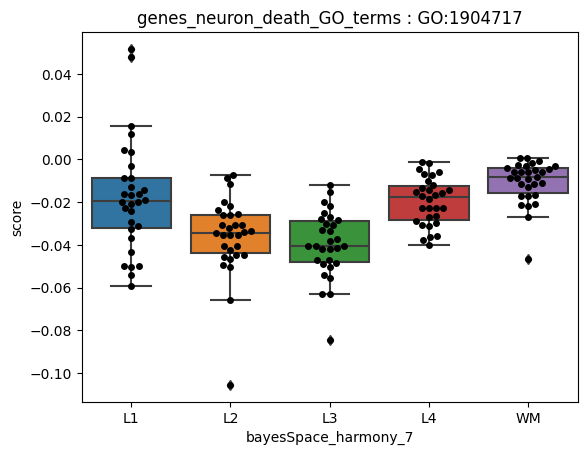 genes_neuron_death_GO_terms : GO:1904717
0.04
0.02
0.00
−0.02
−0.04
−0.06
−0.08
−0.10
score
L1 L2 L3 L4 WM
bayesSpace_harmony_7